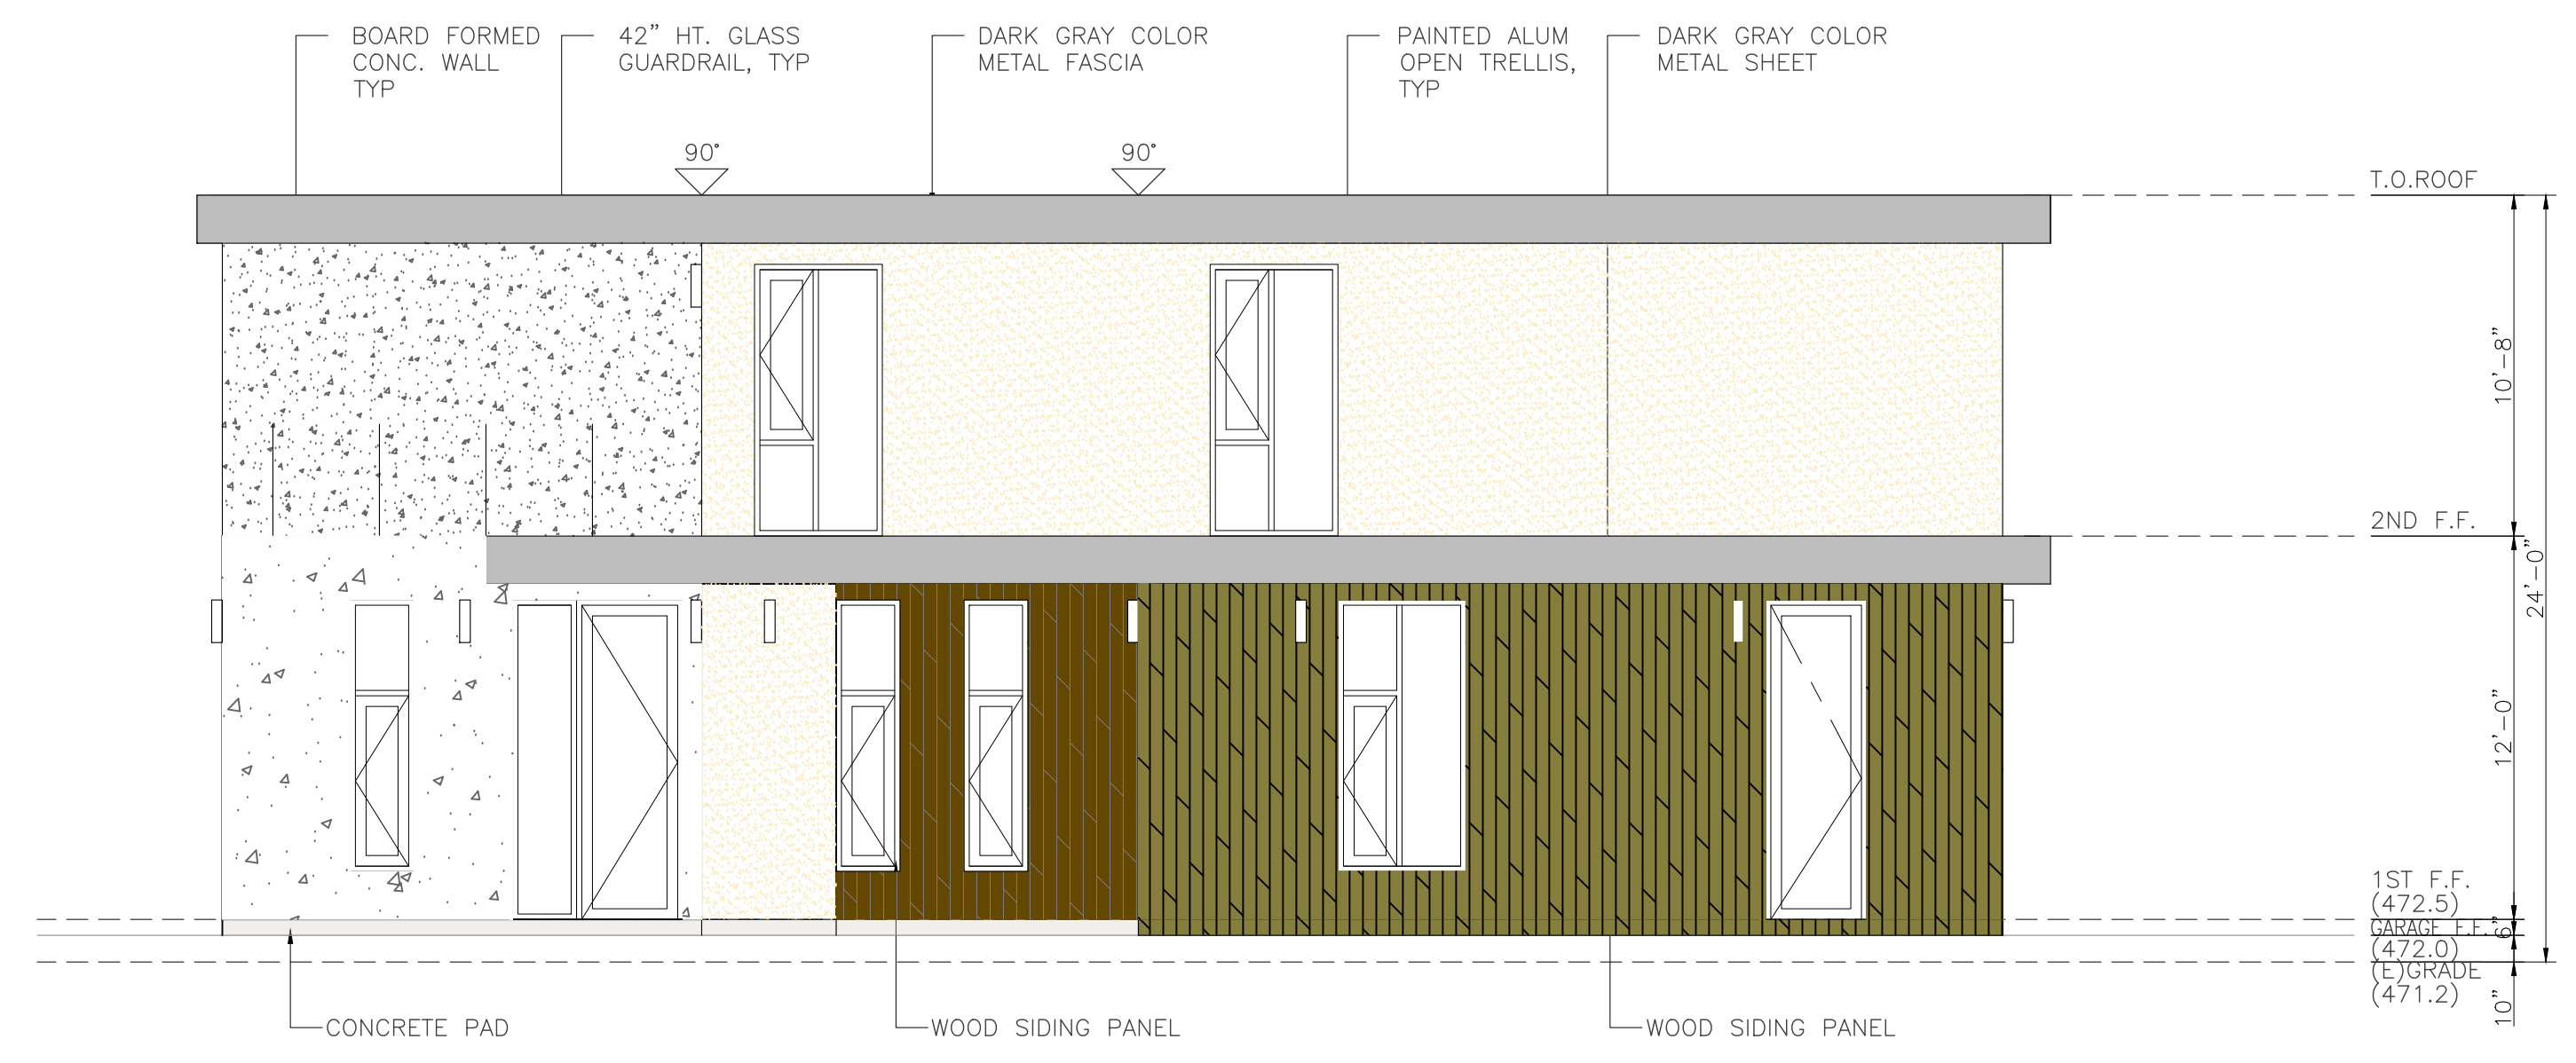 BOARD FORMED
CONC. WALL
TYP
42” HT. GLASS
GUARDRAIL, TYP
DARK GRAY COLOR
METAL FASCIA
PAINTED ALUM
OPEN TRELLIS,
TYP
DARK GRAY COLOR
METAL SHEET
90°
90°
T.O.ROOF
10'-8"
2ND F.F.
24'-0"
12'-0"
1ST F.F.
(472.5)
6"
GARAGE F.F.
(472.0)
(E)GRADE
(471.2)
10"
CONCRETE PAD
WOOD SIDING PANEL
WOOD SIDING PANEL